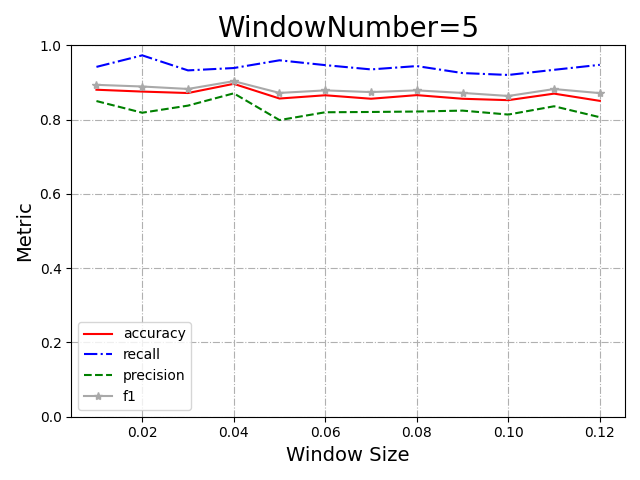 WindowNumber=5
Metric
1.0
0.8
0.6
0.4
0.2
0.0
accuracy
recall
precision
f1
0.02 0.04 0.06 0.08 0.10 0.12
Window Size